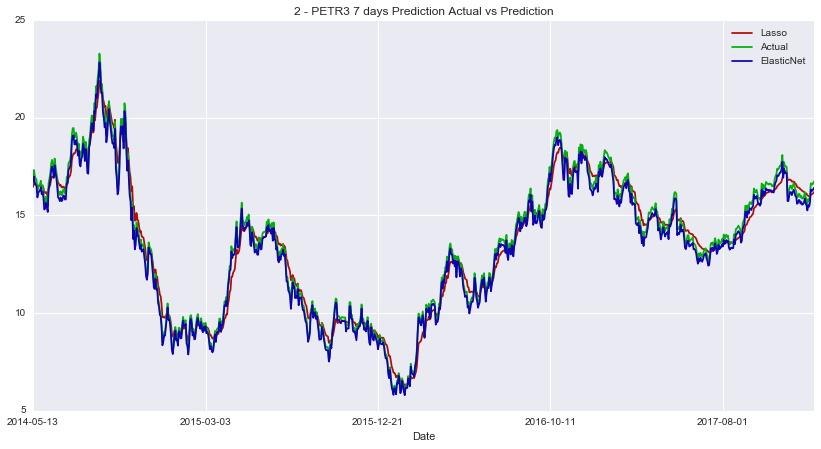 2 - PETR3 7 days Prediction Actual vs Prediction
25
Lasso
Actual
ElasticNet
20
15
10
5
2014-05-13 2015-03-03 2015-12-21 2016-10-11 2017-08-01
Date